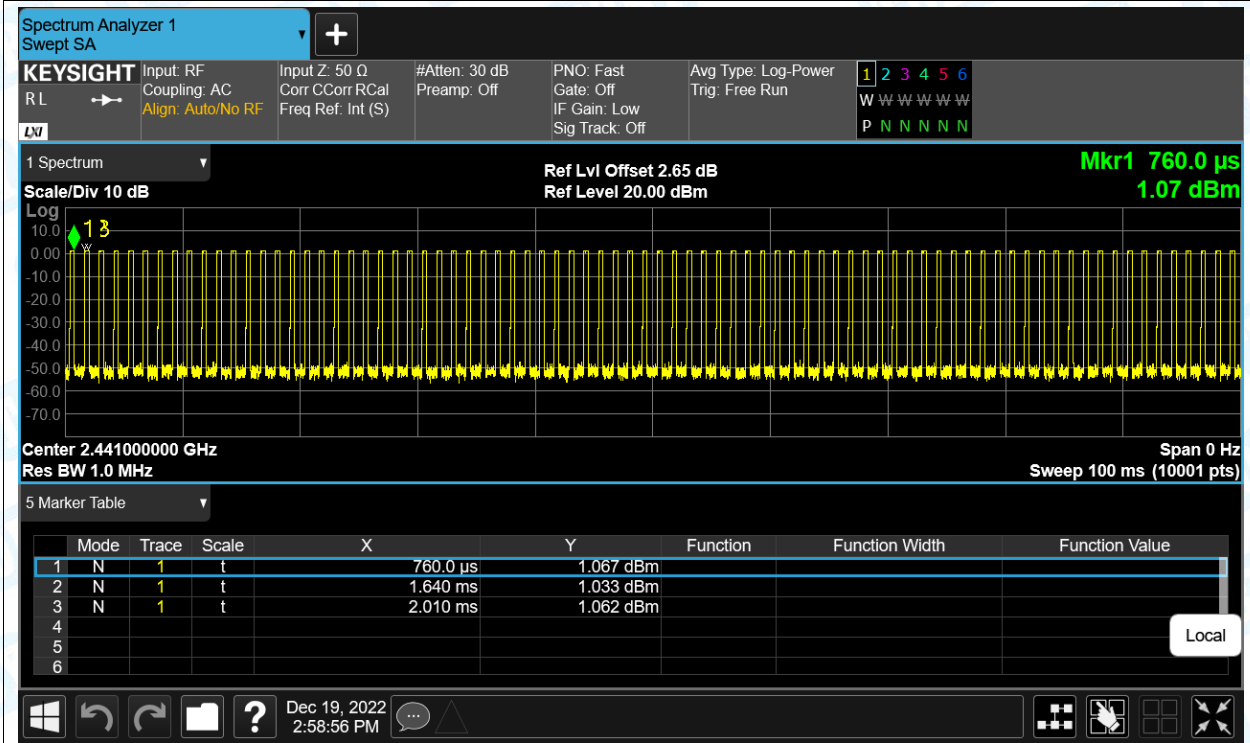 Spectrum Analyzer 1
Swept SA
+
KEYSIGHT
R L
LXI
Input: RF
Coupling: AC
Align: Auto/No RF
Input Z: 50 Ω
Corr CCorr RCal
Freq Ref: Int (S)
#Atten: 30 dB
Preamp: Off
PNO: Fast
Gate: Off
IF Gain: Low
Sig Track: Off
Avg Type: Log-Power
Trig: Free Run
1 2 3 4 5 6
W W W W W W
P N N N N N
1 Spectrum
Scale/Div 10 dB
Ref Lvl Offset 2.65 dB
Ref Level 20.00 dBm
Mkr1 760.0 µs
1.07 dBm
Log
10.0
0.00
-10.0
-20.0
-30.0
-40.0
-50.0
-60.0
-70.0
1 3
Center 2.441000000 GHz
Res BW 1.0 MHz
Span 0 Hz
Sweep 100 ms (10001 pts)
5 Marker Table
Mode Trace Scale X Y Function Function Width Function Value
1 N 1 t 760.0 µs 1.067 dBm
2 N 1 t 1.640 ms 1.033 dBm
3 N 1 t 2.010 ms 1.062 dBm
4
5
6
Local
?
Dec 19, 2022
2:58:56 PM